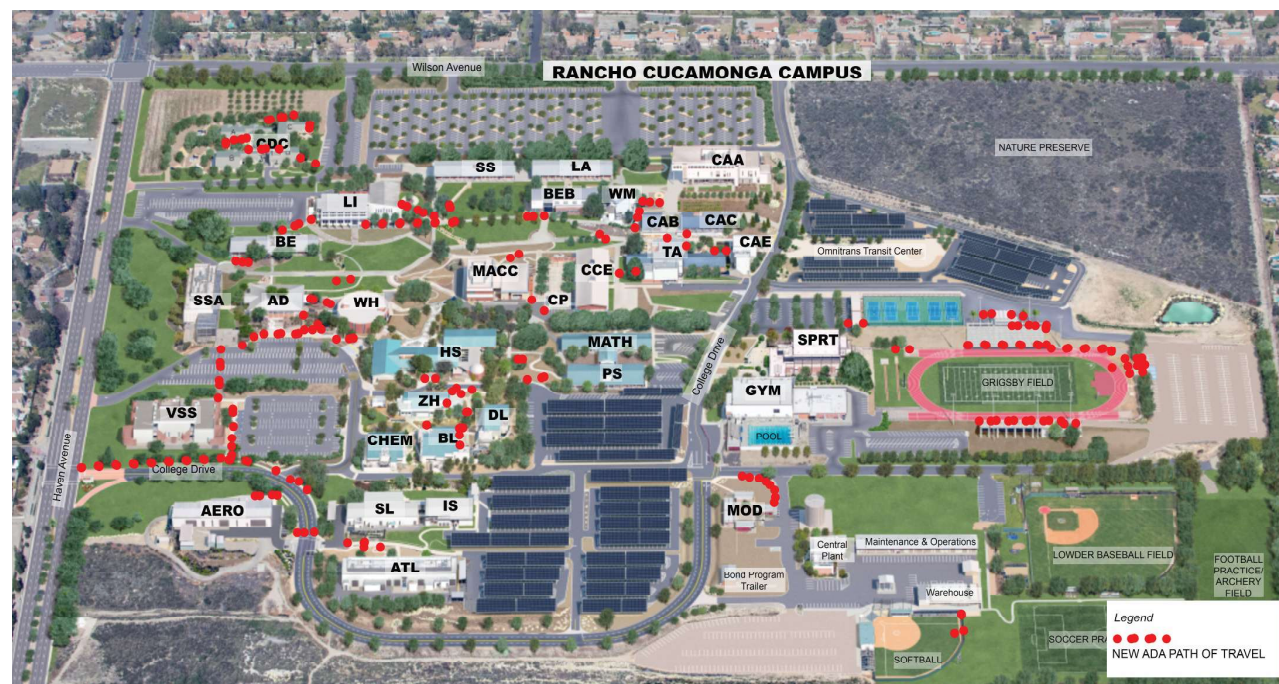 Wilson Avenue
RANCHO CUCAMONGA CAMPUS
CDC
NATURE PRESERVE
SS
LA
CAA
BEB
WM
LI
CAB
CAC
BE
TA
CAE
Omnitrans Transit Center
MACC
CCE
SSA
AD
WH
CP
HS
MATH
SPRT
College Drive
PS
GRIGSBY FIELD
GYM
ZH
VSS
DL
CHEM
BL
POOL
College Drive
Haven Avenue
AERO
SL
IS
MOD
Central
Plant
Maintenance & Operations
LOWDER BASEBALL FIELD
FOOTBALL
PRACTICE/
ARCHERY
FIELD
ATL
Bond Program
Trailer
Warehouse
SOFTBALL
SOCCER PRA
Legend
NEW ADA PATH OF TRAVEL